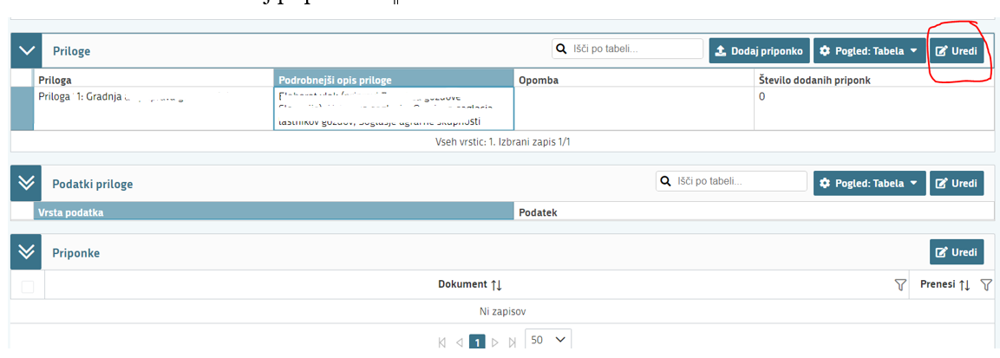 Priloge
Išči po tabeli...
Dodaj priponko
Pogled: Tabela
Uredi
Priloga
Podrobnejši opis priloge
Opomba
Število dodanih priponk
Priloga 1: Gradnja
0
lastnikov gozdov, Soglasje agrarne skupnosti
Vseh vrstic: 1. Izbrani zapis 1/1
Podatki priloge
Išči po tabeli...
Pogled: Tabela
Uredi
Vrsta podatka
Podatek
Priponke
Uredi
Dokument
Prenesi
Ni zapisov
1
50